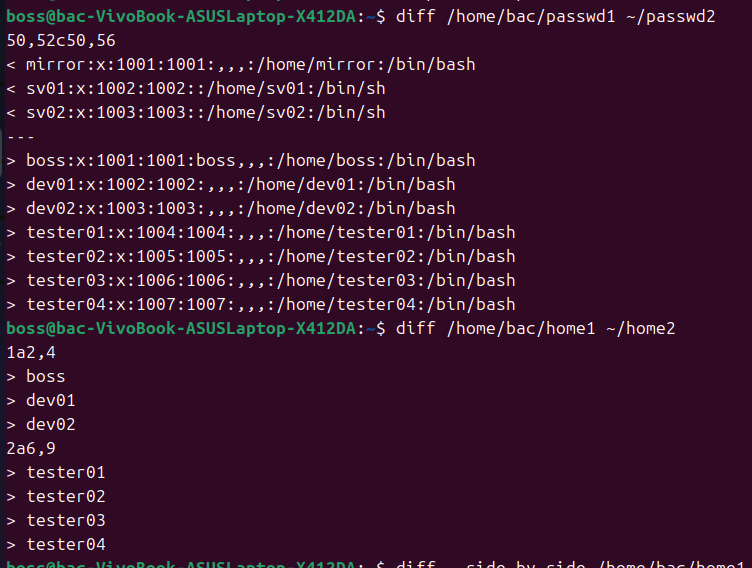 boss@bac-VivoBook-ASUSLaptop-X412DA:~$ diff /home/bac/passwd1 ~/passwd2
50,52c50,56
< mirror:x:1001:1001:,,,:/home/mirror:/bin/bash
< sv01:x:1002:1002::/home/sv01:/bin/sh
< sv02:x:1003:1003::/home/sv02:/bin/sh
---
> boss:x:1001:1001:boss,,,:/home/boss:/bin/bash
> dev01:x:1002:1002:,,,:/home/dev01:/bin/bash
> dev02:x:1003:1003:,,,:/home/dev02:/bin/bash
> tester01:x:1004:1004:,,,:/home/tester01:/bin/bash
> tester02:x:1005:1005:,,,:/home/tester02:/bin/bash
> tester03:x:1006:1006:,,,:/home/tester03:/bin/bash
> tester04:x:1007:1007:,,,:/home/tester04:/bin/bash
boss@bac-VivoBook-ASUSLaptop-X412DA:~$ diff /home/bac/home1 ~/home2
1a2,4
> boss
> dev01
> dev02
2a6,9
> tester01
> tester02
> tester03
> tester04
boss@bac-VivoBook-ASUSLaptop-X412DA:~$ diff --side-by-side /home/bac/home1